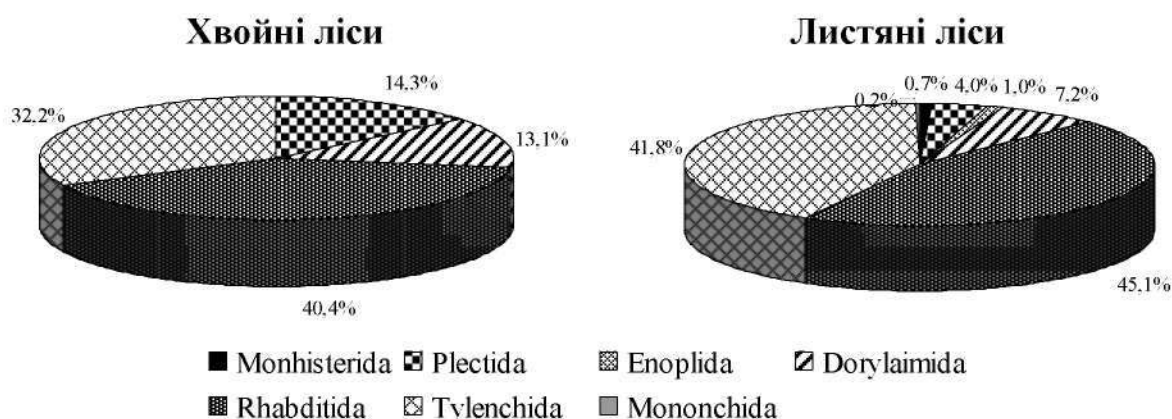 Хвойні ліси
Листяні ліси
14,3%
32,2%
13,1%
40,4%
0.2%
0.7%
4,0%
1,0%
7,2%
41,8%
45,1%
Monhisterida Plectida Enoplida Dorylaimida
Rhabditida Tylenchida Mononchida